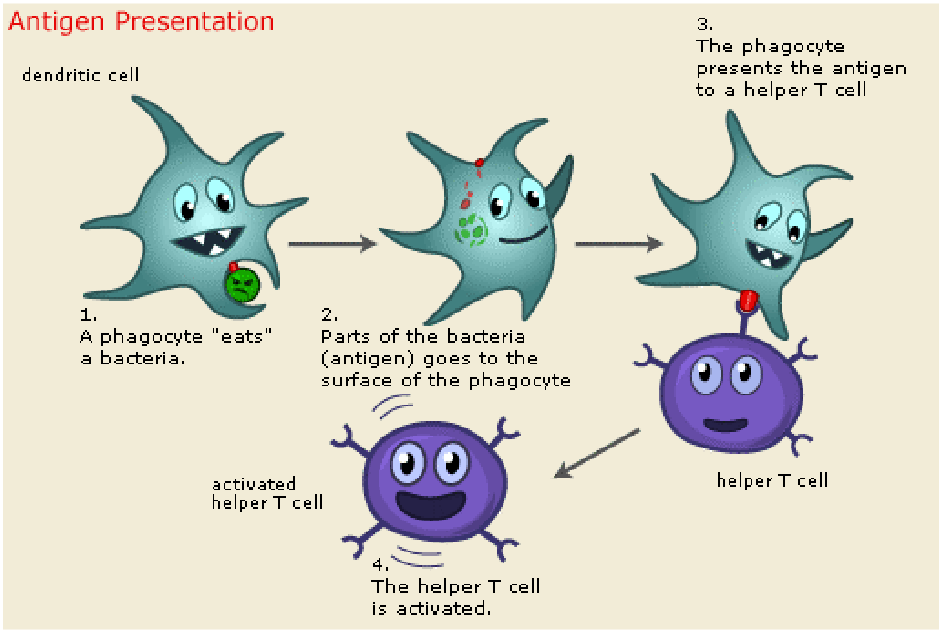 Antigen Presentation
dendritic cell
1.
A phagocyte "eats"
a bacteria.
2.
Parts of the bacteria
(antigen) goes to the
surface of the phagocyte
3.
The phagocyte
presents the antigen
to a helper T cell
helper T cell
activated
helper T cell
4.
The helper T cell
is activated.